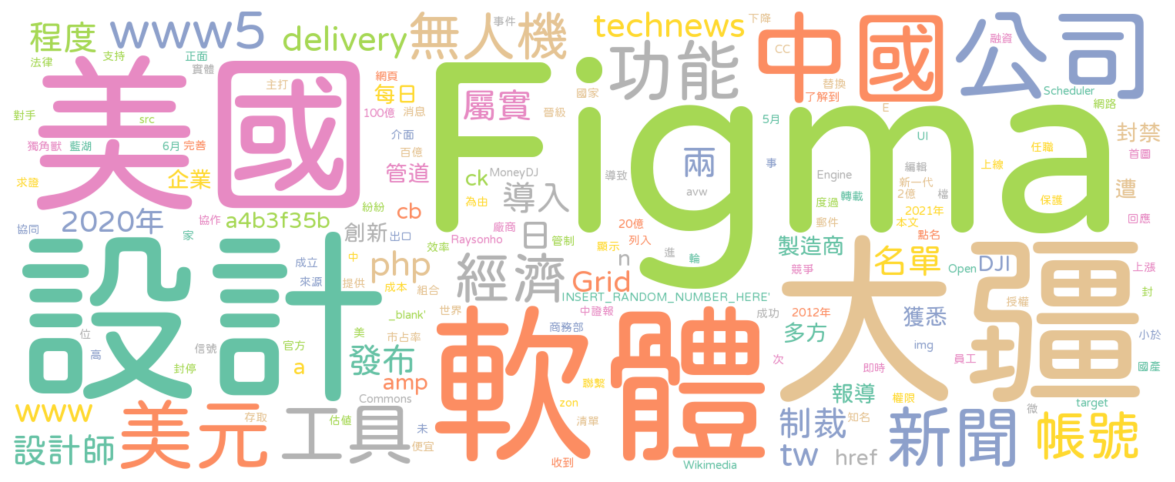 程度
www5
delivery
無人機
technews
功能
中國
公司
融資
下降
事件
CC
替換
了解到
法律
支持
正面
實體
主打
網頁
每日
100億
消息
屬實
國家
晉級
美國
Figma
Scheduler
網路
封禁
首圖
5月
E
UI
任職
對手
src
獨角獸
藍湖
6月
完善
介面
百億
管道
MoneyDJ
兩
avw
事
Engine
編輯
上線
新一代
檔
2億
保護
遭
求證
企業
ck
為由
導入
導致
度過
轉載
郵件
2021年
本文
回應
協同
2020年
協作
a4b3f35b
紛紛
cb
Raysonho
廠商
日
管制
20億
列入
點名
家
創新
出口
效率
顯示
進
輪
製造商
名單
Open
DJI
上漲
設計
成立
來源
中
提供
php
成本
組合
經濟
n
Grid
競爭
授權
封
INSERT_RANDOM_NUMBER_HERE'
中證報
成功
2012年
獲悉
大疆
位
高
信號
封停
官方
a
_blank'
美
市占率
世界
商務部
多方
img
小於
國產
發布
amp
軟體
次
即時
員工
Commons
聯繫
報導
權限
target
www
美元
存取
估值
工具
未
便宜
zon
清單
制裁
知名
新聞
微
帳號
設計師
收到
Wikimedia
tw
href